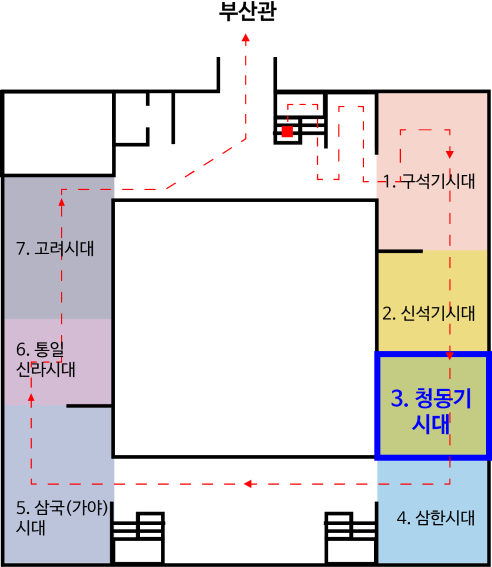 부산관
1. 구석기시대
7. 고려시대
2. 신석기시대
6. 통일
신라시대
3. 청동기
시대
5. 삼국(가야)
시대
4. 삼한시대